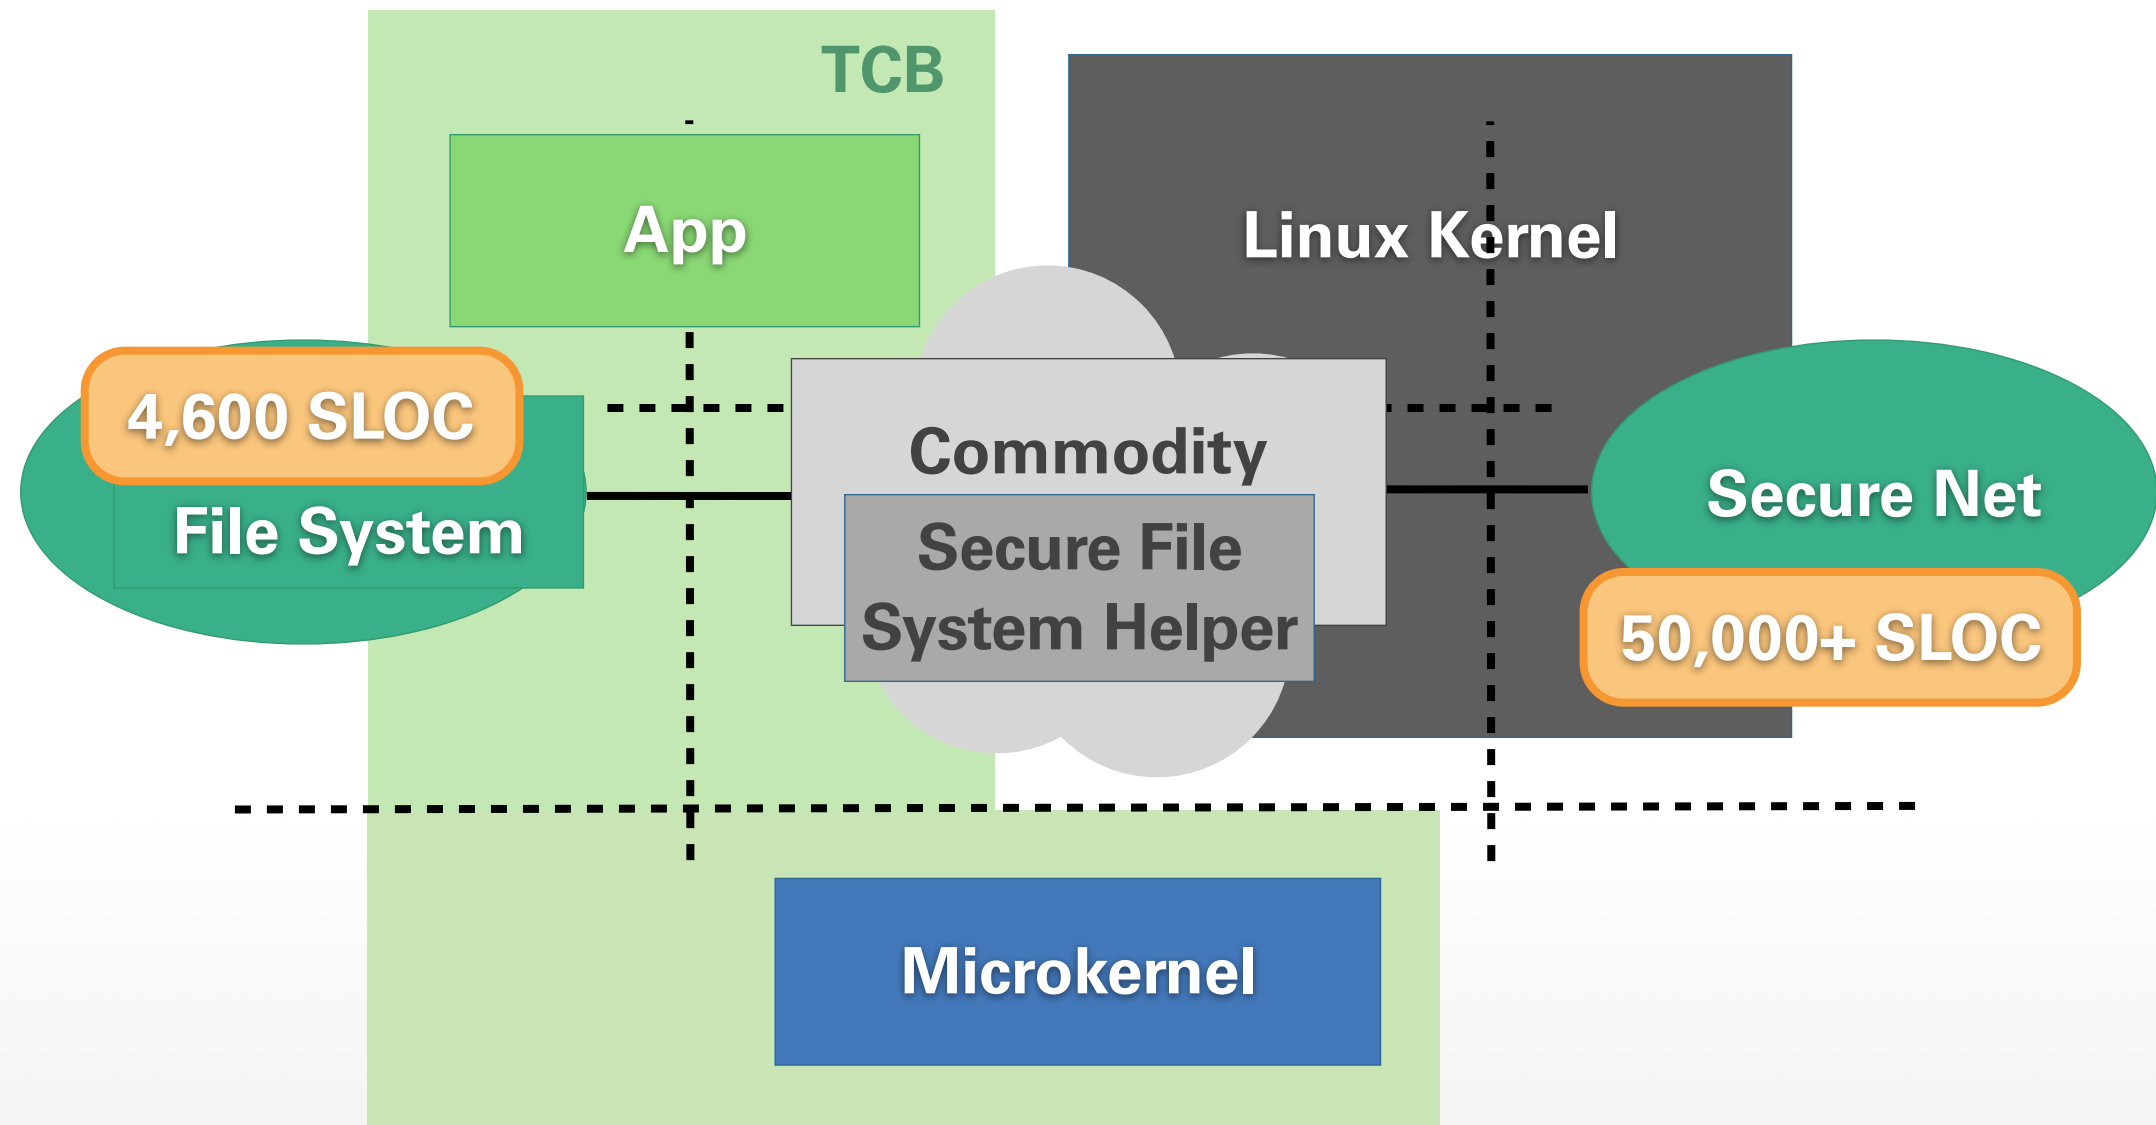 TCB
App
Linux Kernel
4,600 SLOC
File System
Commodity
Secure File
System Helper
Secure Net
50,000+ SLOC
Microkernel